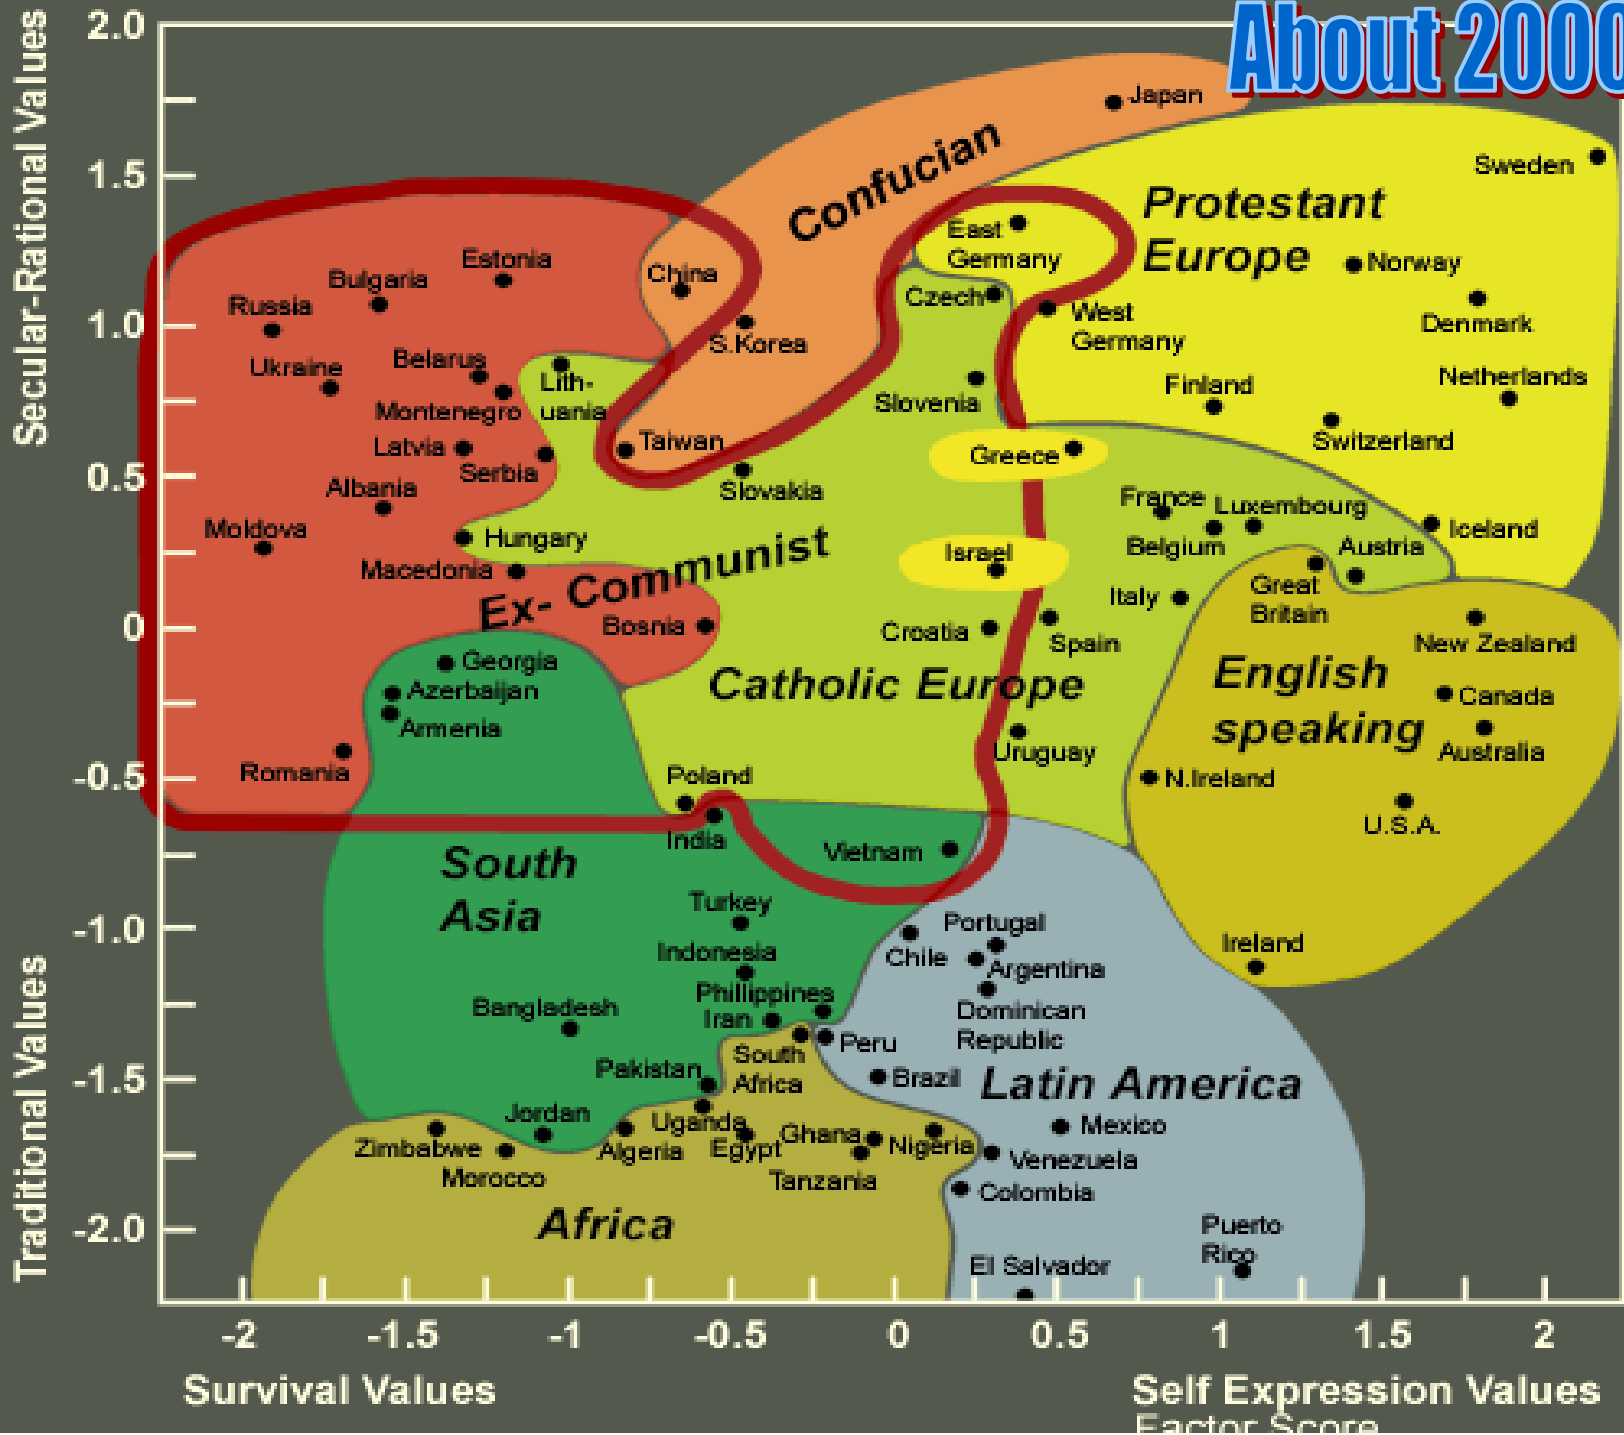 About 2000
Secular-Rational Values
Traditional Values
2.0
1.5
1.0
0.5
0
-0.5
-1.0
-1.5
-2.0
Japan
Confucian
Sweden
Protestant
Europe
East
Germany
Norway
Estonia
China
Bulgaria
Czech
Russia
West
Germany
Denmark
S.Korea
Ukraine
Belarus
Lith-
uania
Montenegro
Slovenia
Finland
Netherlands
Latvia
Serbia
Taiwan
Greece
Switzerland
Albania
Slovakia
France
Luxembourg
Moldova
Hungary
Belgium
Iceland
Austria
Macedonia
Ex- Communist
Israel
Great
Britain
Italy
Bosnia
Croatia
Spain
New Zealand
Georgia
Azerbaijan
Armenia
Catholic Europe
English
speaking
Canada
Australia
Uruguay
Romania
Poland
N.Ireland
India
U.S.A.
South
Asia
Vietnam
Turkey
Portugal
Chile
Ireland
Indonesia
Argentina
Phillippines
Bangladesh
Iran
Dominican
Republic
Peru
South
Africa
Pakistan
Brazil
Latin America
Jordan
Uganda
Mexico
Zimbabwe
Algeria
Egypt
Ghana
Nigeria
Morocco
Tanzania
Venezuela
Colombia
Africa
Puerto
Rico
El Salvador
-2
-1.5
-1
-0.5
0
0.5
1
1.5
2
Survival Values
Self Expression Values
Factor Score